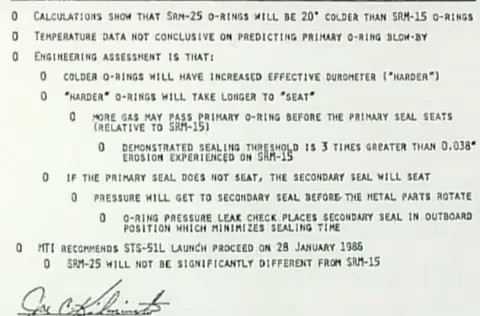 O CALCULATIONS SHOW THAT SRM-25 O-RINGS WILL BE 20° COLDER THAN SRM-15 O-RINGS
O TEMPERATURE DATA NOT CONCLUSIVE ON PREDICTING PRIMARY O-RING BLOW-BY
O ENGINEERING ASSESSMENT IS THAT:
O COLDER O-RINGS WILL HAVE INCREASED EFFECTIVE DUROMETER ("HARDER")
O "HARDER" O-RINGS WILL TAKE LONGER TO "SEAT"
O MORE GAS MAY PASS PRIMARY O-RING BEFORE THE PRIMARY SEAL SEATS
(RELATIVE TO SRM-15)
O DEMONSTRATED SEALING THRESHOLD IS 3 TIMES GREATER THAN 0.038"
EROSION EXPERIENCED ON SRM-15
O IF THE PRIMARY SEAL DOES NOT SEAT, THE SECONDARY SEAL WILL SEAT
O PRESSURE WILL GET TO SECONDARY SEAL BEFORE THE METAL PARTS ROTATE
O O-RING PRESSURE LEAK CHECK PLACES SECONDARY SEAL IN OUTBOARD
POSITION WHICH MINIMIZES SEALING TIME
O MTI RECOMMENDS STS-51L LAUNCH PROCEED ON 28 JANUARY 1986
O SRM-25 WILL NOT BE SIGNIFICANTLY DIFFERENT FROM SRM-15
Joe C Kilminster